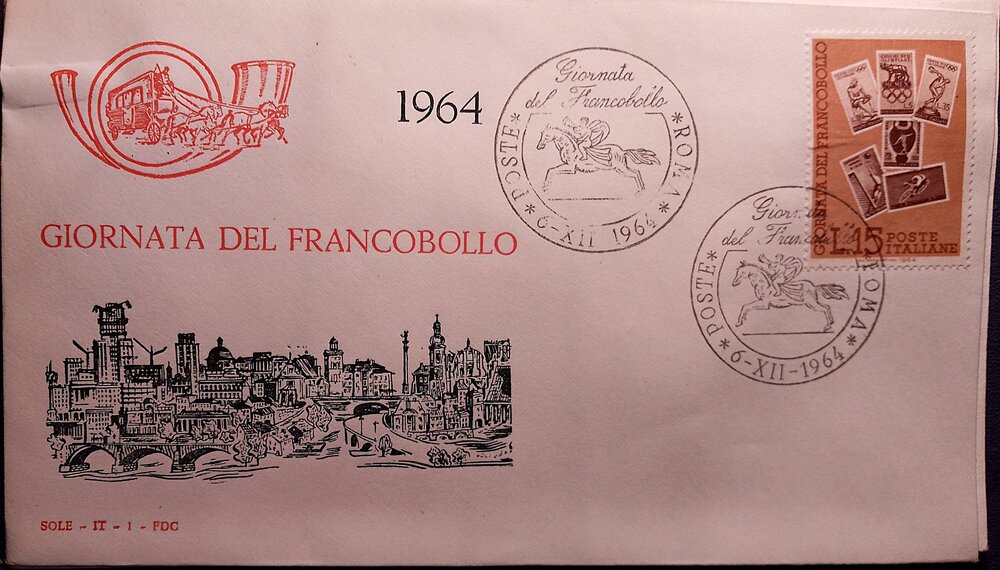 1964
GIORNATA DEL FRANCOBOLLO
SOLE - IT - 1 - FDC
Giornata
del Francobollo
* POSTE * ROMA *
6-XII-1964
Giornata
del Francobollo
* POSTE * ROMA *
6-XII-1964
GIORNATA DEL FRANCOBOLLO
L.15 POSTE
ITALIANE
1964